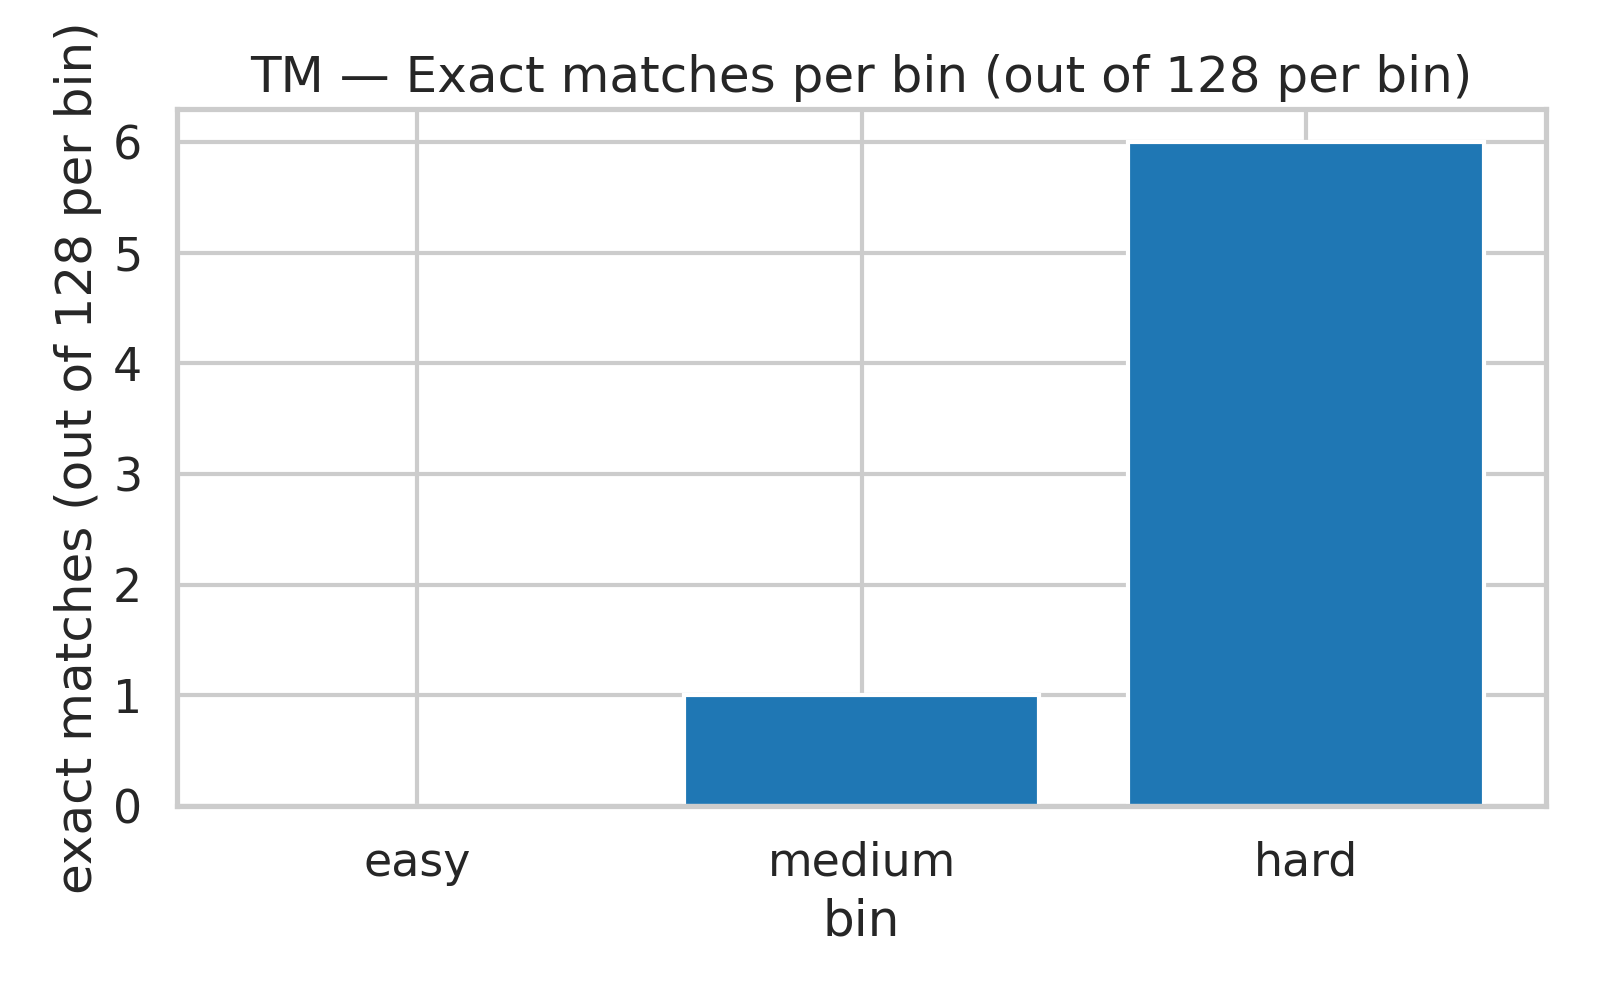 TM — Exact matches per bin (out of 128 per bin)
exact matches (out of 128 per bin)
6
5
4
3
2
1
0
easy medium hard
bin